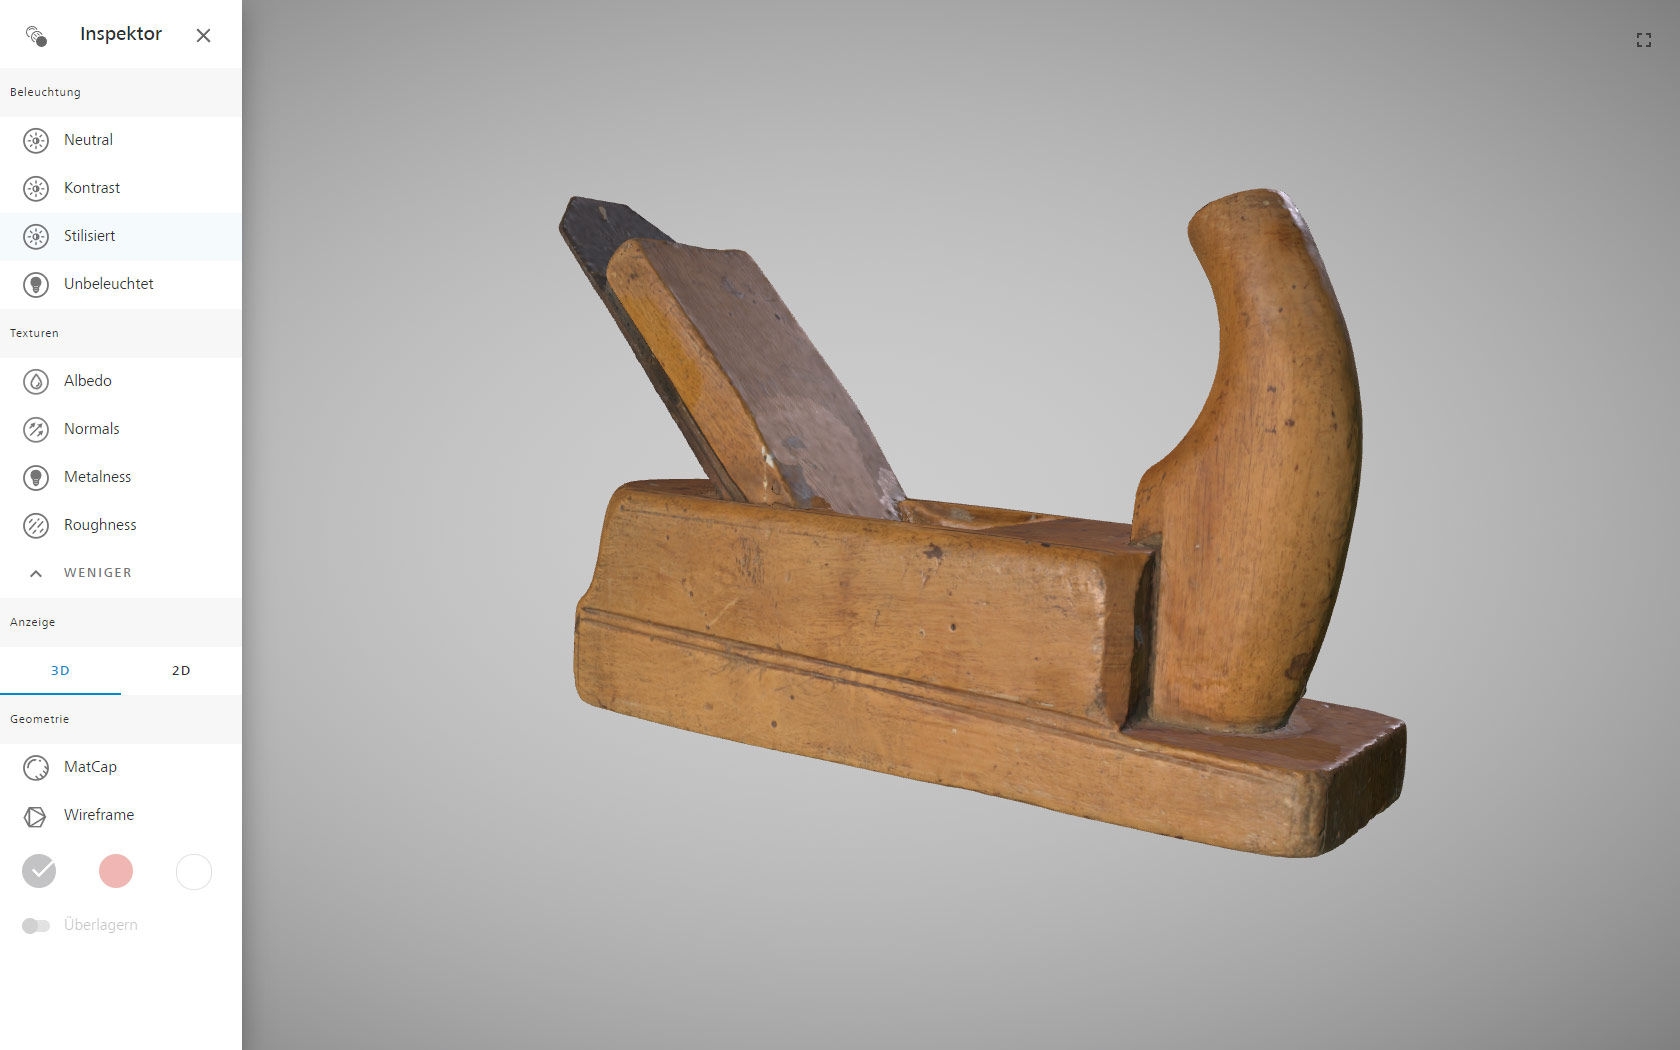 Inspektor
Beleuchtung
Neutral
Kontrast
Stilisiert
Unbeleuchtet
Texturen
Albedo
Normals
Metalness
Roughness
WENIGER
Anzeige
3D 2D
Geometrie
MatCap
Wireframe
Überlagern